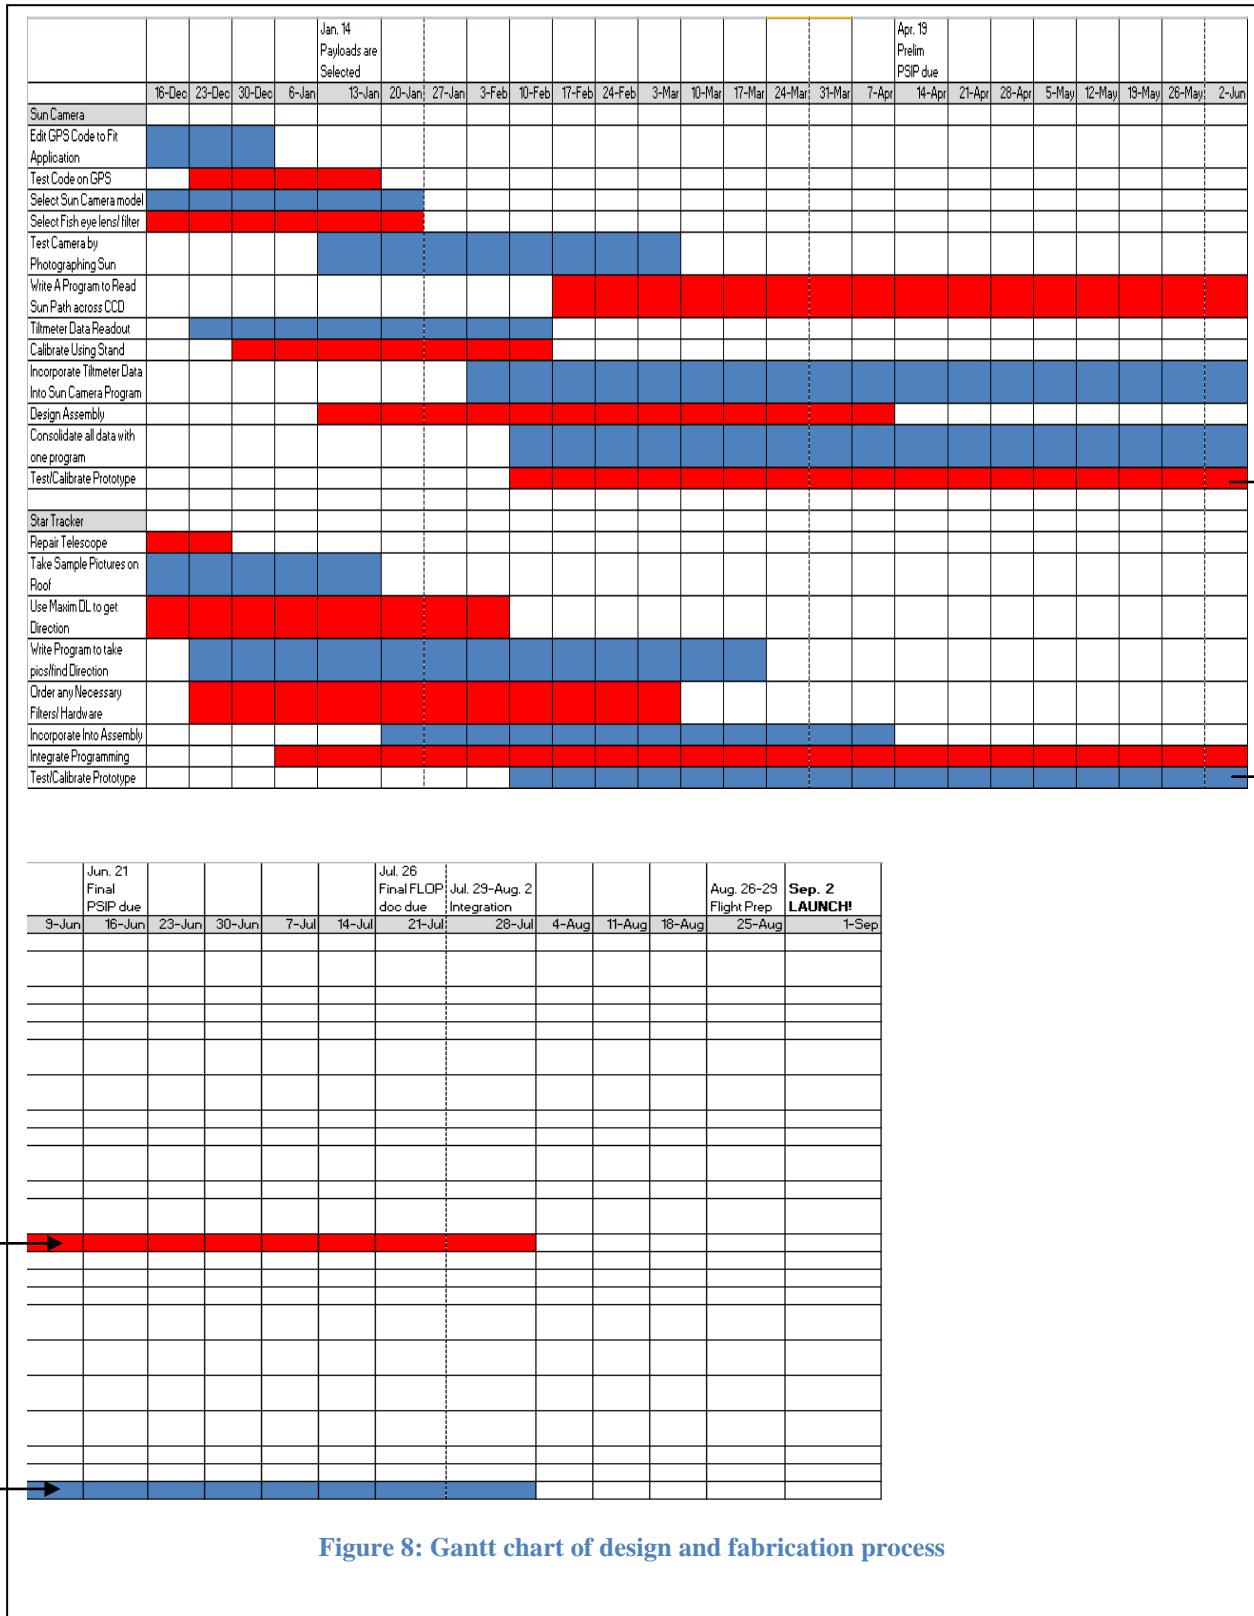 Jan. 14
Payloads are
Selected
Apr. 19
Prelim
PSIP due
16-Dec 23-Dec 30-Dec 6-Jan 13-Jan 20-Jan 27-Jan 3-Feb 10-Feb 17-Feb 24-Feb 3-Mar 10-Mar 17-Mar 24-Mar 31-Mar 7-Apr 14-Apr 21-Apr 28-Apr 5-May 12-May 19-May 26-May 2-Jun
Sun Camera
Edit GPS Code to Fit
Application
Test Code on GPS
Select Sun Camera model
Select Fish eye lens/ filter
Test Camera by
Photographing Sun
Write A Program to Read
Sun Path across CCD
Tiltmeter Data Readout
Calibrate Using Stand
Incorporate Tiltmeter Data
Into Sun Camera Program
Design Assembly
Consolidate all data with
one program
Test/Calibrate Prototype
Star Tracker
Repair Telescope
Take Sample Pictures on
Roof
Use Maxim DL to get
Direction
Write Program to take
pics/find Direction
Order any Necessary
Filters/ Hardware
Incorporate Into Assembly
Integrate Programming
Test/Calibrate Prototype
Jun. 21
Final
PSIP due
Jul. 26
Final FLOP
doc due
Jul. 29-Aug. 2
Integration
Aug. 26-29
Flight Prep
Sep. 2
LAUNCH!
9-Jun 16-Jun 23-Jun 30-Jun 7-Jul 14-Jul 21-Jul 28-Jul 4-Aug 11-Aug 18-Aug 25-Aug 1-Sep
Figure 8: Gantt chart of design and fabrication process